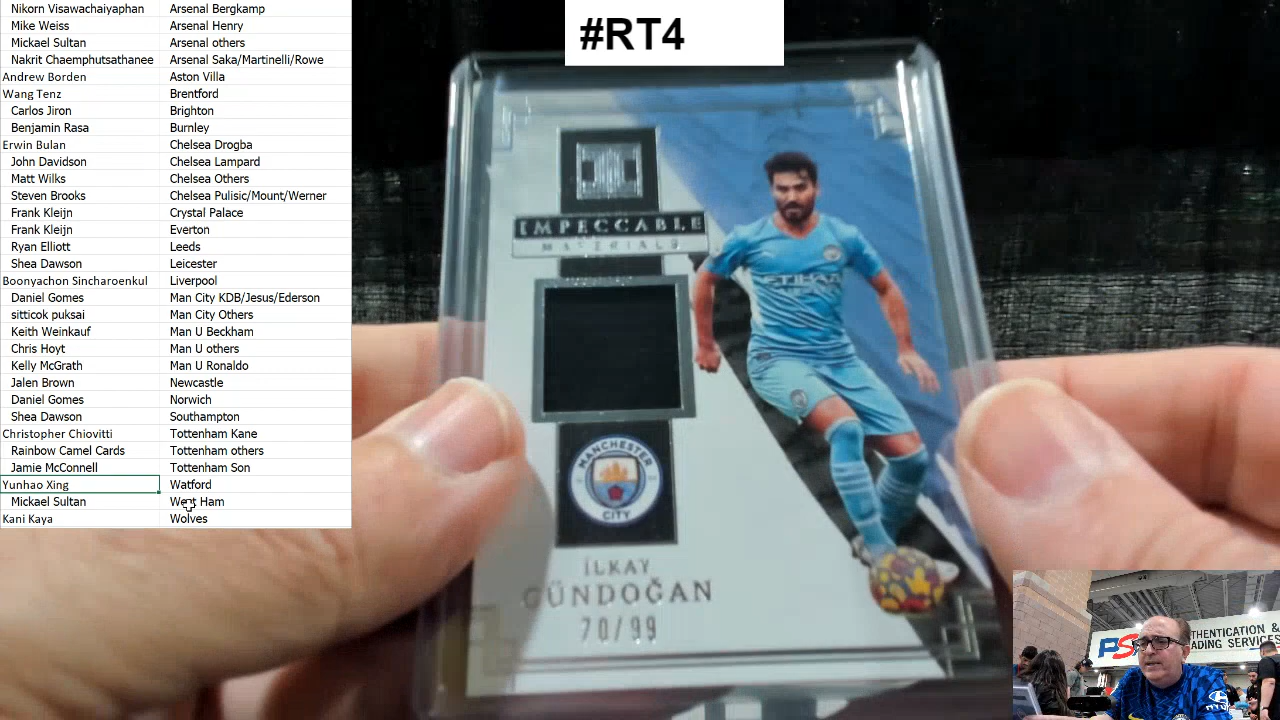 #RT4
Nikorn Visawachaiyaphan Arsenal Bergkamp
Mike Weiss Arsenal Henry
Mickael Sultan Arsenal others
Nakrit Chaemphutsathanee Arsenal Saka/Martinelli/Rowe
Andrew Borden Aston Villa
Wang Tenz Brentford
Carlos Jiron Brighton
Benjamin Rasa Burnley
Erwin Bulan Chelsea Drogba
John Davidson Chelsea Lampard
Matt Wilks Chelsea Others
Steven Brooks Chelsea Pulisic/Mount/Werner
Frank Kleijn Crystal Palace
Frank Kleijn Everton
Ryan Elliott Leeds
Shea Dawson Leicester
Boonyachon Sincharoenkul Liverpool
Daniel Gomes Man City KDB/Jesus/Ederson
sitticok puksai Man City Others
Keith Weinkauf Man U Beckham
Chris Hoyt Man U others
Kelly McGrath Man U Ronaldo
Jalen Brown Newcastle
Daniel Gomes Norwich
Shea Dawson Southampton
Christopher Chiovitti Tottenham Kane
Rainbow Camel Cards Tottenham others
Jamie McConnell Tottenham Son
Yunhao Xing Watford
Mickael Sultan West Ham
Kani Kaya Wolves
IMPECCABLE
MATERIALS
ETIHAD
MANCHESTER
CITY
İLKAY
GÜNDOĞAN
70/99
PS
THENTICATION &
ADING SERVICES